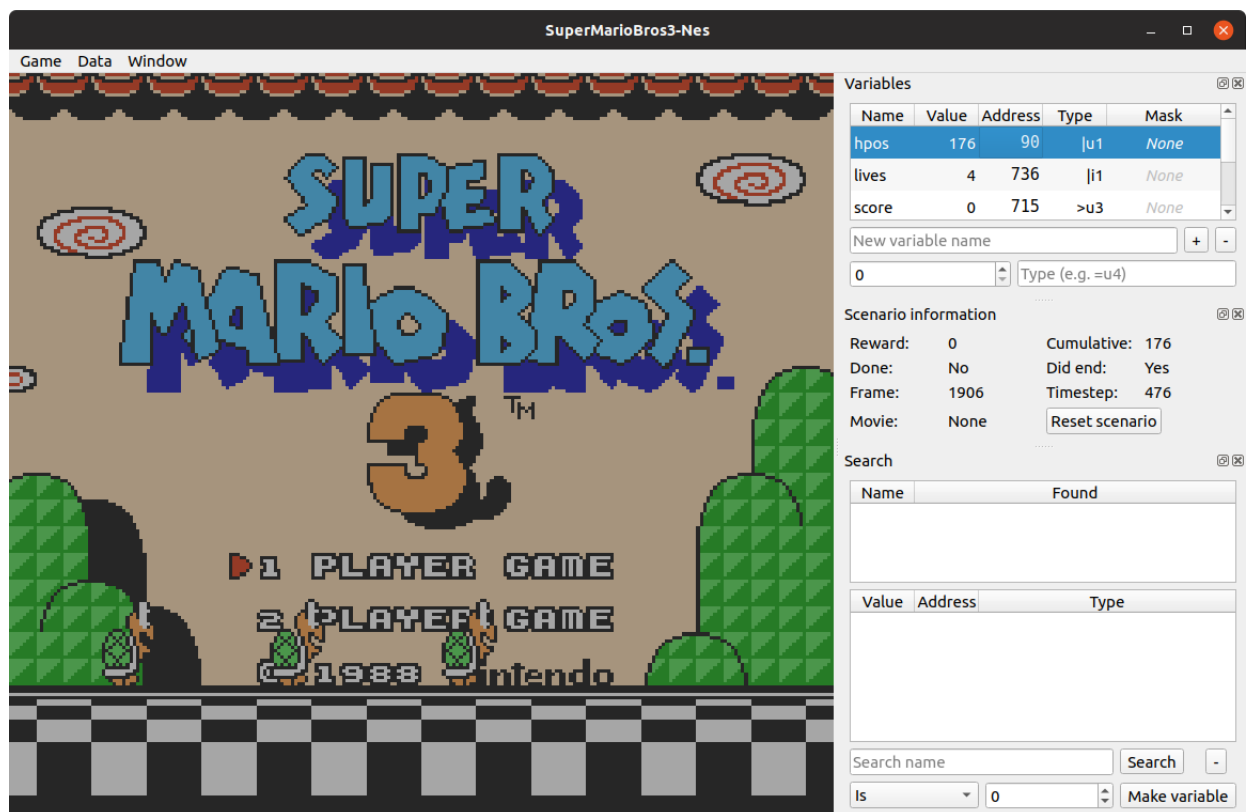 SuperMarioBros3-Nes
Game Data Window
SUPER
MARIO BROS.
3 TM
1 PLAYER GAME
2 PLAYER GAME
© 1988 Nintendo
Variables
Name Value Address Type Mask
hpos 176 90 |u1 None
lives 4 736 |i1 None
score 0 715 >u3 None
New variable name + -
0 Type (e.g. =u4)
Scenario information
Reward: 0 Cumulative: 176
Done: No Did end: Yes
Frame: 1906 Timestep: 476
Movie: None Reset scenario
Search
Name Found
Value Address Type
Search name Search -
Is 0 Make variable